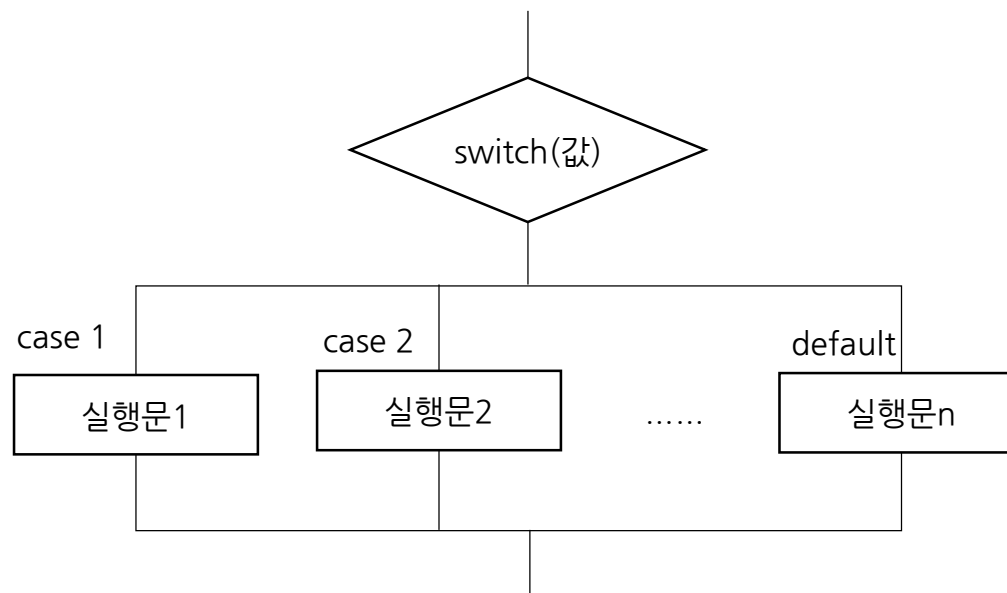 switch(값)
case 1
case 2
default
실행문1
실행문2
......
실행문n